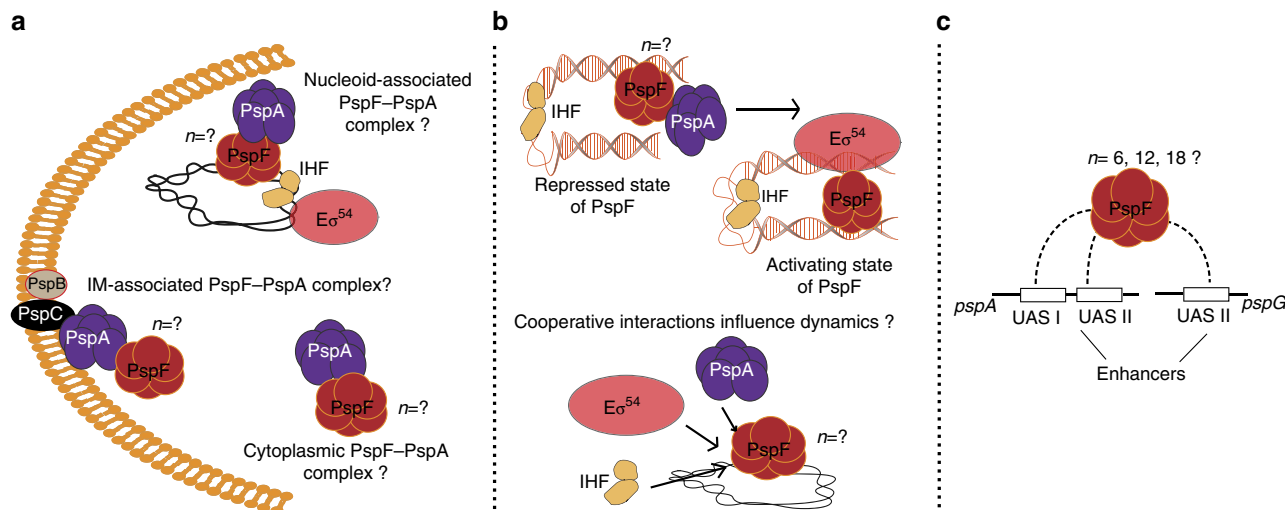 a
Nucleoid-associated
PspF–PspA
complex ?
PspA
n=?
PspF
IHF
Eσ54
PspB
IM-associated PspF–PspA complex?
PspC
n=?
PspA
PspF
PspA
PspF
n=?
Cytoplasmic PspF–PspA
complex ?
b
n=?
PspF
IHF
PspA
Repressed state
of PspF
Eσ54
IHF
PspF
Activating state
of PspF
Cooperative interactions influence dynamics ?
PspA
Eσ54
PspF
n=?
IHF
c
n= 6, 12, 18 ?
PspF
pspA
pspG
UAS I
UAS II
UAS II
Enhancers